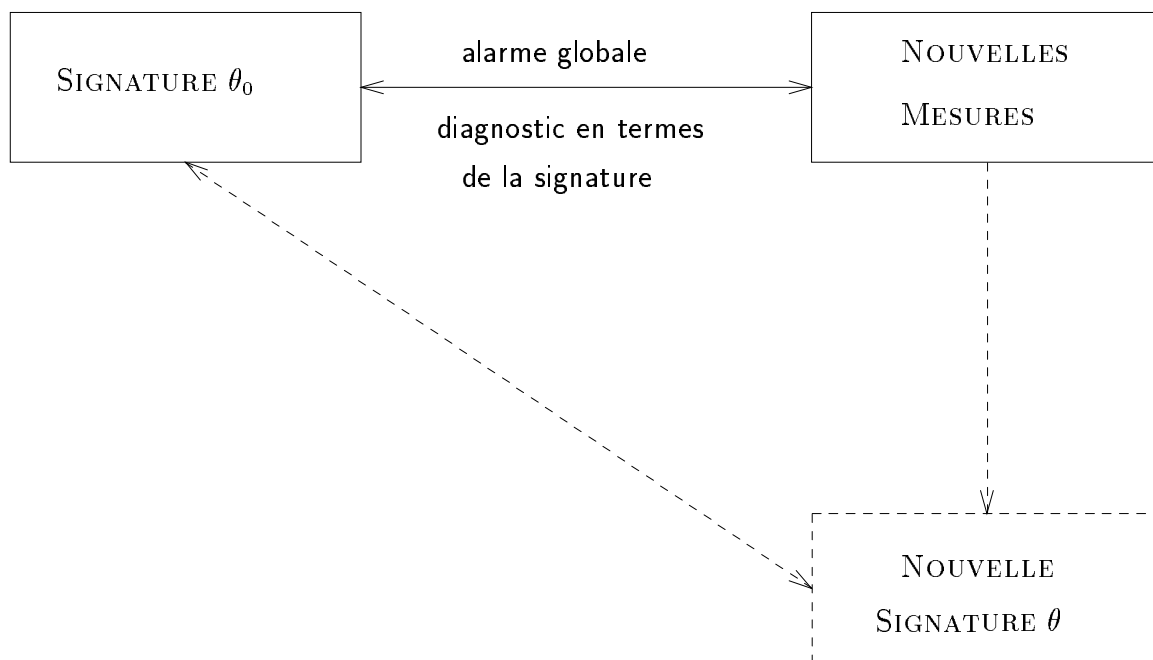 SIGNATURE θ₀
alarme globale
diagnostic en termes
de la signature
NOUVELLES
MESURES
NOUVELLE
SIGNATURE θ